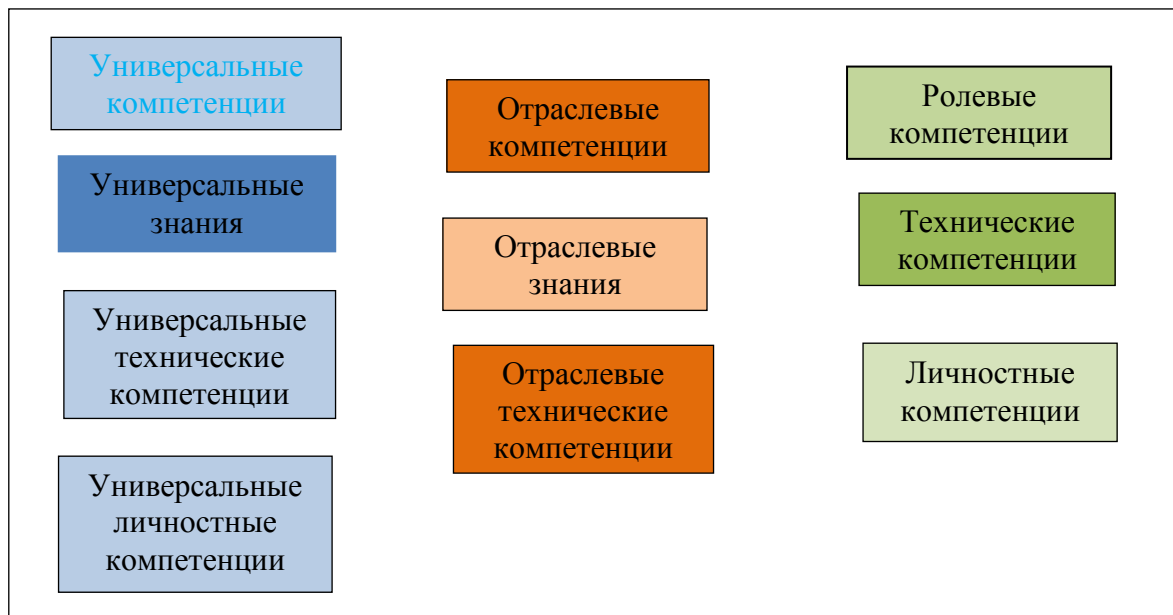 Универсальные
компетенции
Универсальные
знания
Универсальные
технические
компетенции
Универсальные
личностные
компетенции
Отраслевые
компетенции
Отраслевые
знания
Отраслевые
технические
компетенции
Ролевые
компетенции
Технические
компетенции
Личностные
компетенции